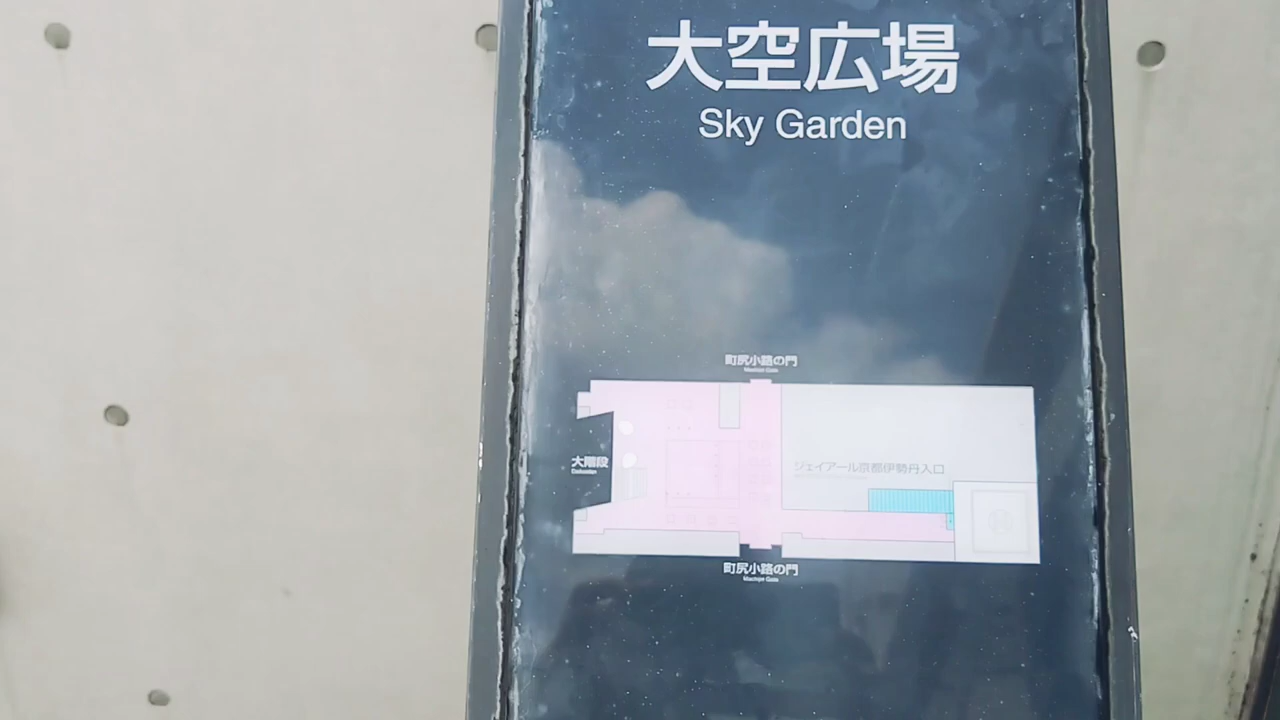 大空広場
Sky Garden
町尻小路の門
大階段
ジェイアール京都伊勢丹入口
町尻小路の門